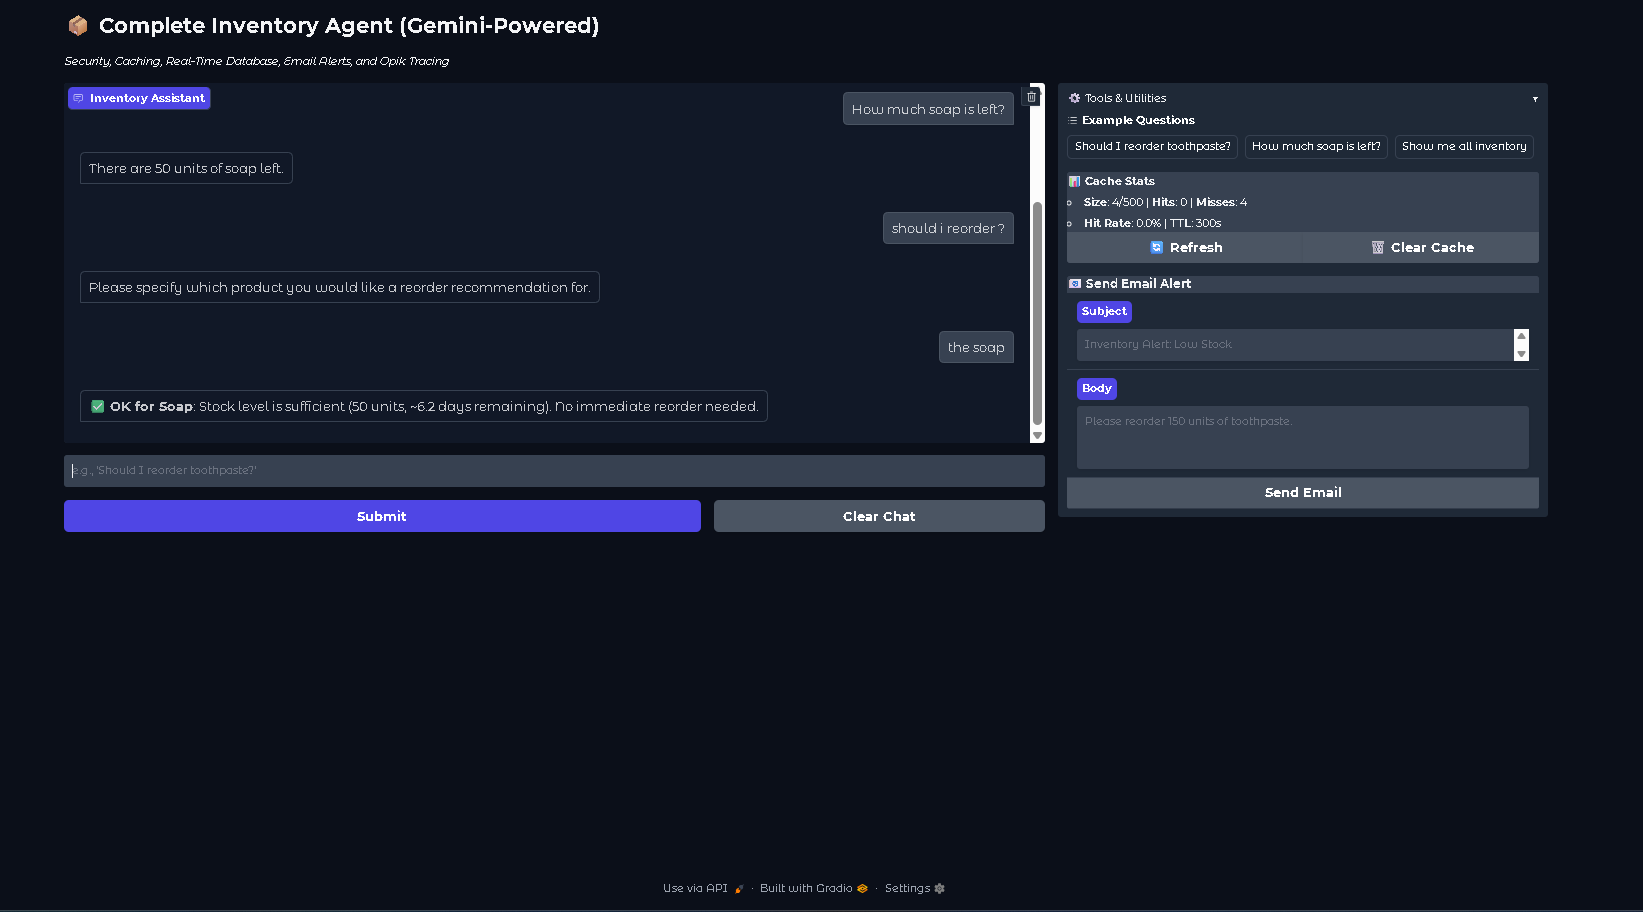 📦 Complete Inventory Agent (Gemini-Powered)
Security, Caching, Real-Time Database, Email Alerts, and Opik Tracing
Inventory Assistant
How much soap is left?
There are 50 units of soap left.
should i reorder ?
Please specify which product you would like a reorder recommendation for.
the soap
✅ OK for Soap: Stock level is sufficient (50 units, ~6.2 days remaining). No immediate reorder needed.
e.g., 'Should I reorder toothpaste?'
Submit
Clear Chat
⚙️ Tools & Utilities ▼
Example Questions
Should I reorder toothpaste?
How much soap is left?
Show me all inventory
📊 Cache Stats
Size: 4/500 | Hits: 0 | Misses: 4
Hit Rate: 0.0% | TTL: 300s
🔄 Refresh
🗑️ Clear Cache
📧 Send Email Alert
Subject
Inventory Alert: Low Stock
Body
Please reorder 150 units of toothpaste.
Send Email
Use via API 🚀 · Built with Gradio · Settings ⚙️